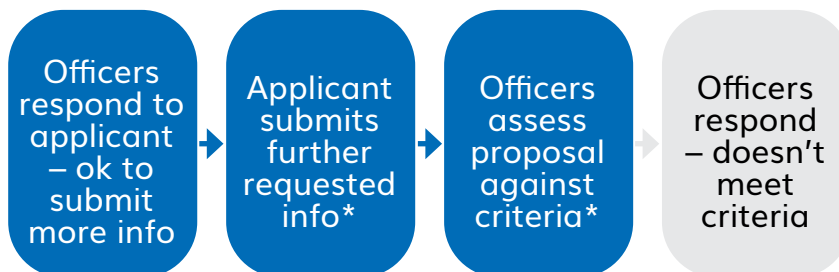 Officers
respond to
applicant
– ok to
submit
more info
Applicant
submits
further
requested
info*
Officers
assess
proposal
against
criteria*
Officers
respond
– doesn't
meet
criteria